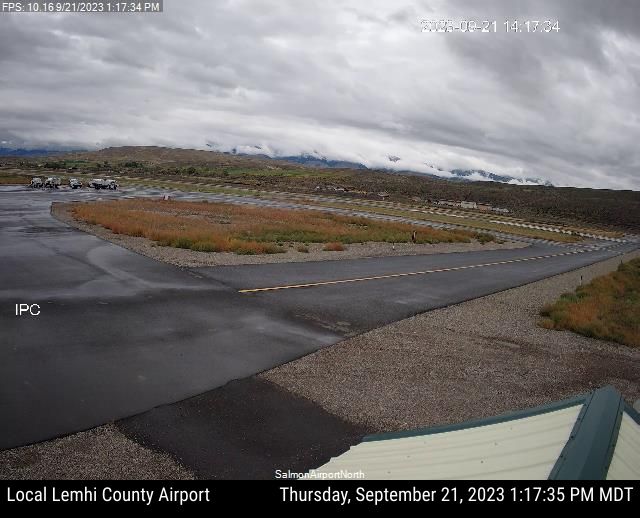 FPS: 10.16 9/21/2023 1:17:34 PM
2023-09-21 14:17:34
IPC
SalmonAirportNorth
Local Lemhi County Airport
Thursday, September 21, 2023 1:17:35 PM MDT